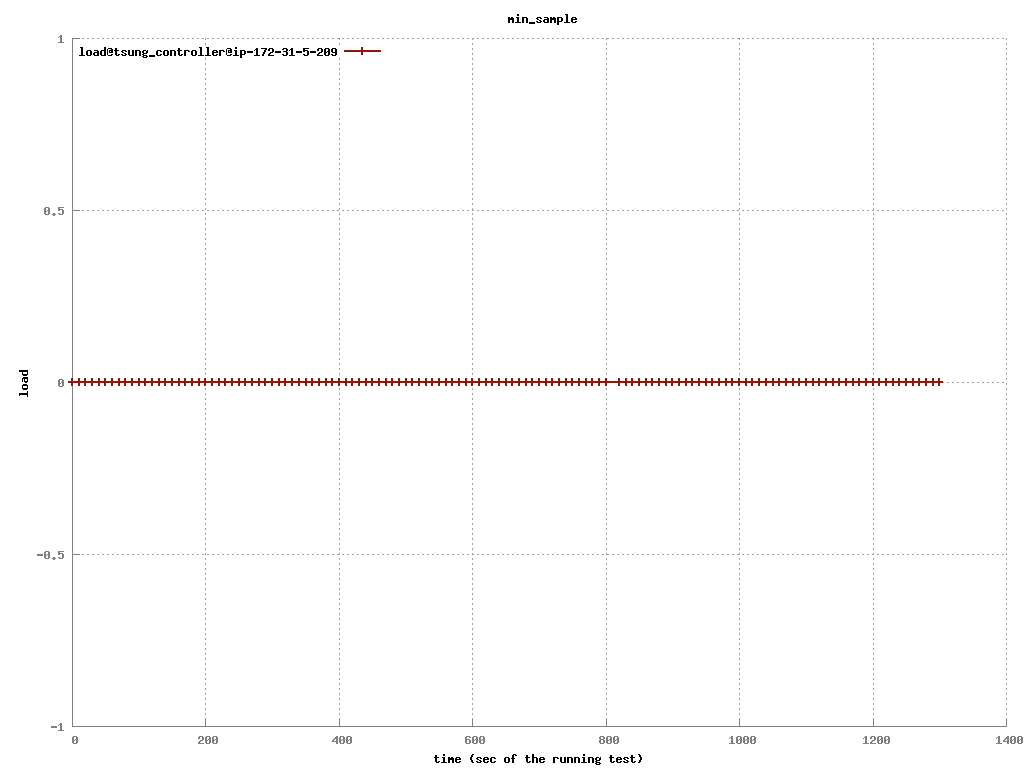 min_sample
1
load@tsung_controller@ip-172-31-5-209
0.5
0
-0.5
-1
load
0 200 400 600 800 1000 1200 1400
time (sec of the running test)